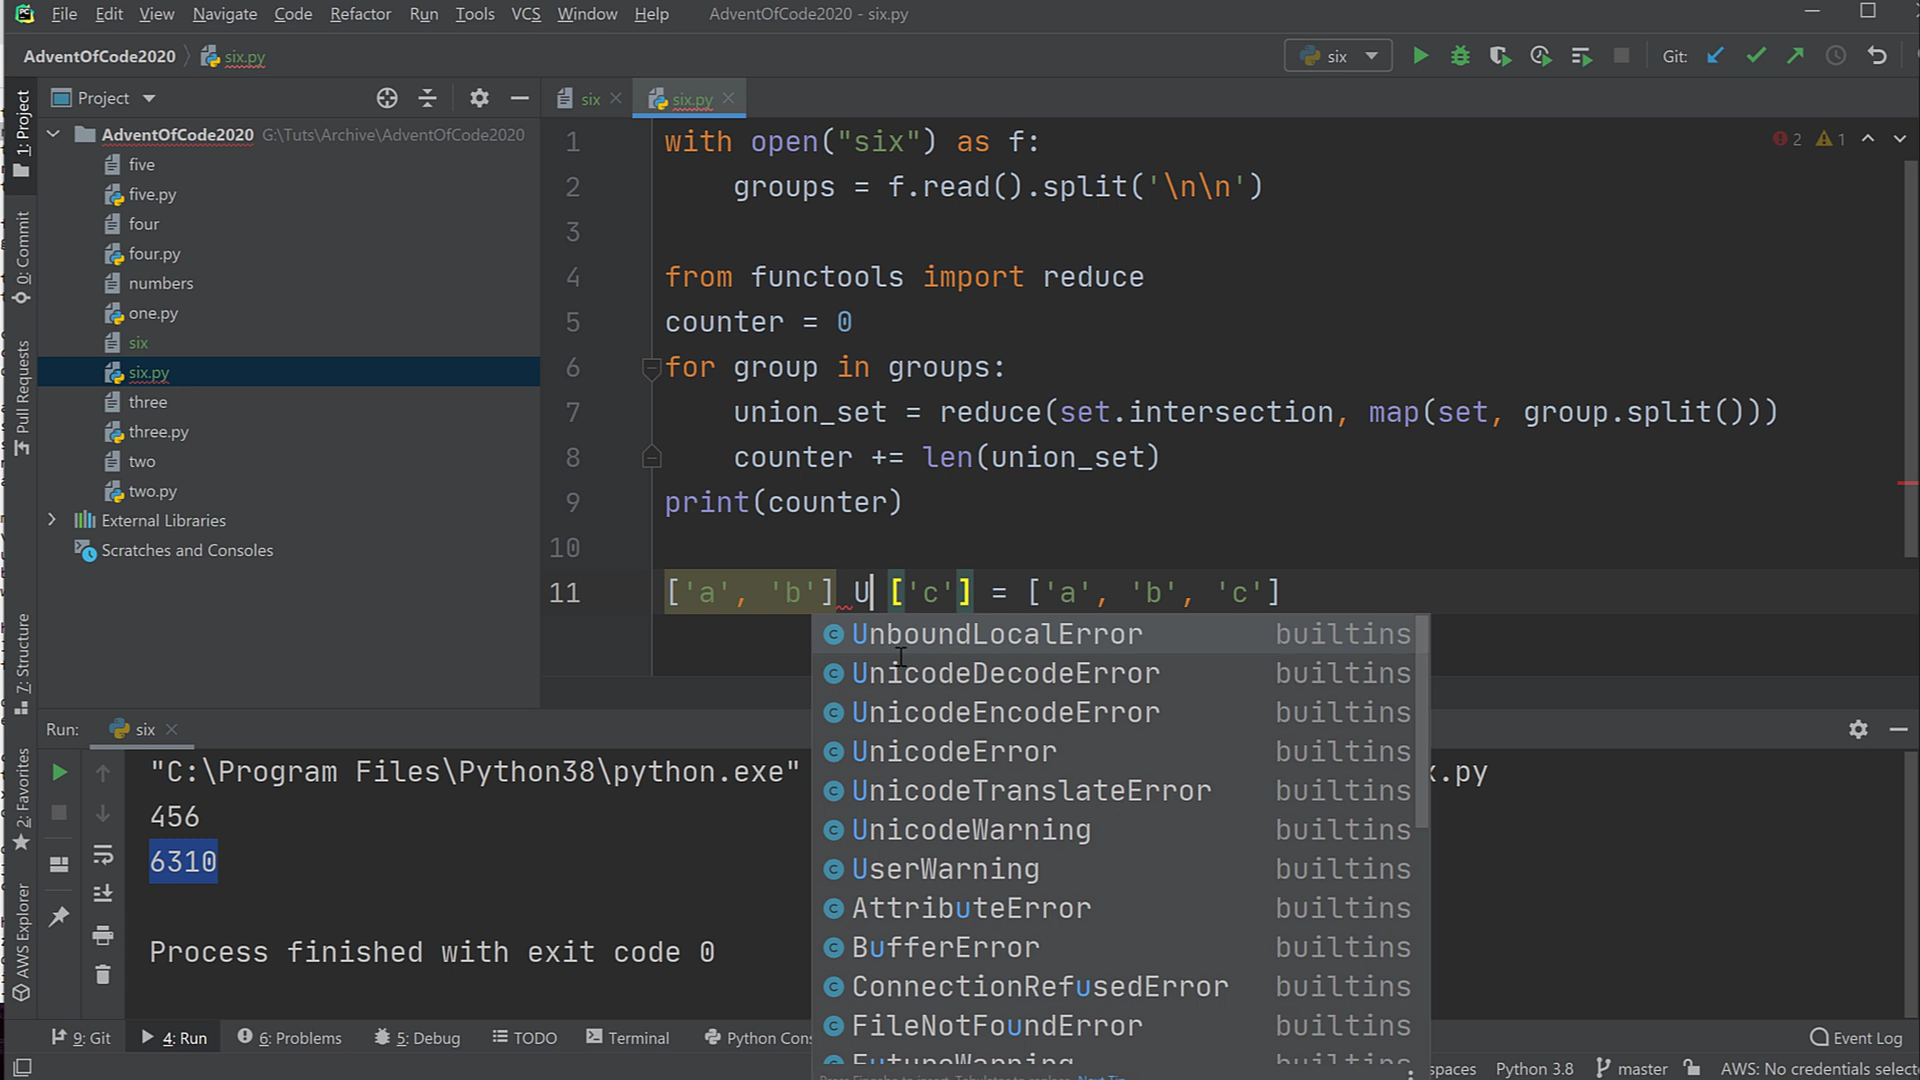 File Edit View Navigate Code Refactor Run Tools VCS Window Help AdventOfCode2020 - six.py
AdventOfCode2020 six.py six Git:
1: Project
0: Commit
Pull Requests
7: Structure
2: Favorites
AWS Explorer
Project
AdventOfCode2020 G:\Tuts\Archive\AdventOfCode2020
five
five.py
four
four.py
numbers
one.py
six
six.py
three
three.py
two
two.py
External Libraries
Scratches and Consoles
six six.py
2 1
1 with open("six") as f:
2 groups = f.read().split('\n\n')
3
4 from functools import reduce
5 counter = 0
6 for group in groups:
7 union_set = reduce(set.intersection, map(set, group.split()))
8 counter += len(union_set)
9 print(counter)
10
11 ['a', 'b'] U ['c'] = ['a', 'b', 'c']
UnboundLocalError builtins
UnicodeDecodeError builtins
UnicodeEncodeError builtins
UnicodeError builtins
UnicodeTranslateError builtins
UnicodeWarning builtins
UserWarning builtins
AttributeError builtins
BufferError builtins
ConnectionRefusedError builtins
FileNotFoundError builtins
FutureWarning builtins
Run: six
"C:\Program Files\Python38\python.exe" x.py
456
6310
Process finished with exit code 0
9: Git 4: Run 6: Problems 5: Debug TODO Terminal Python Con Event Log
spaces Python 3.8 master AWS: No credentials select